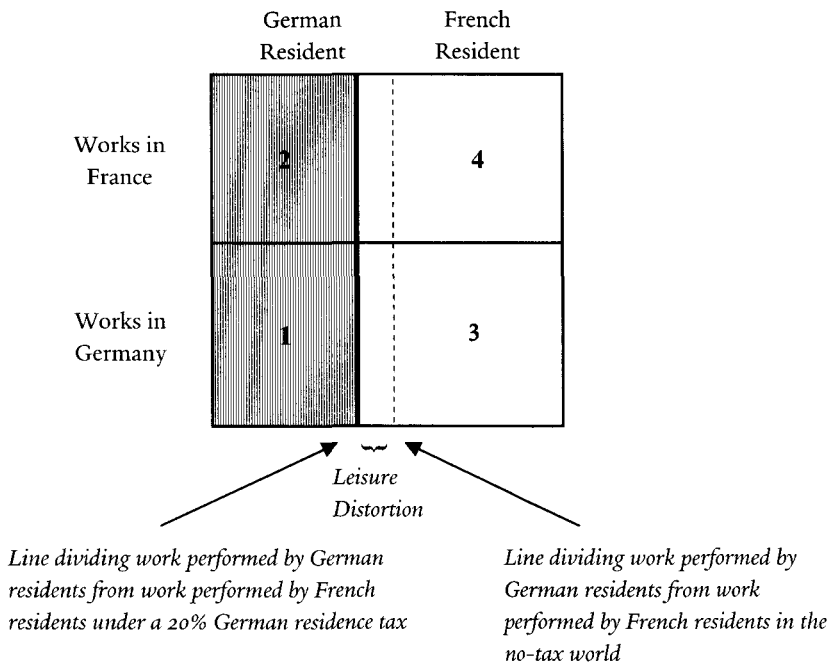 German
Resident
French
Resident
Works in
France
2
4
Works in
Germany
1
3
Leisure
Distortion
Line dividing work performed by German
residents from work performed by French
residents under a 20% German residence tax
Line dividing work performed by
German residents from work
performed by French residents in the
no-tax world